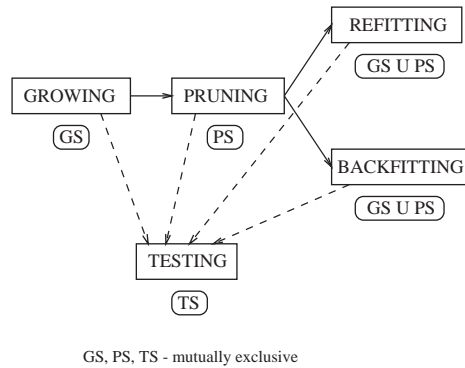 REFITTING
GS U PS
GROWING
PRUNING
GS
PS
BACKFITTING
GS U PS
TESTING
TS
GS, PS, TS - mutually exclusive